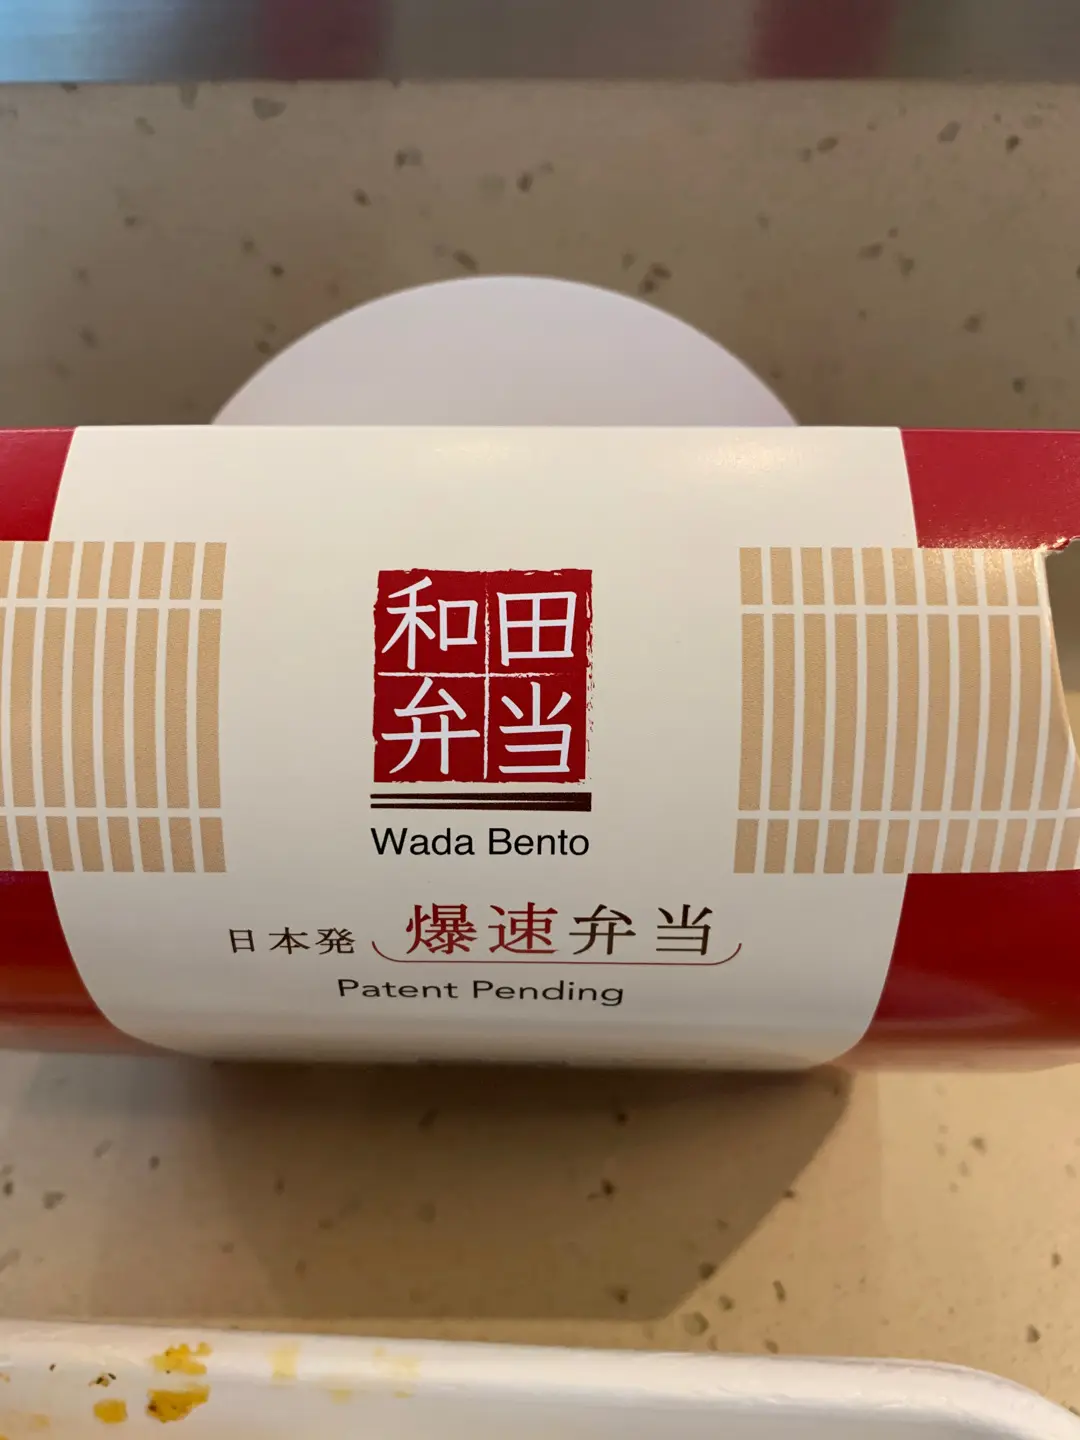 和田
弁当
Wada Bento
日本発 爆速弁当
Patent Pending